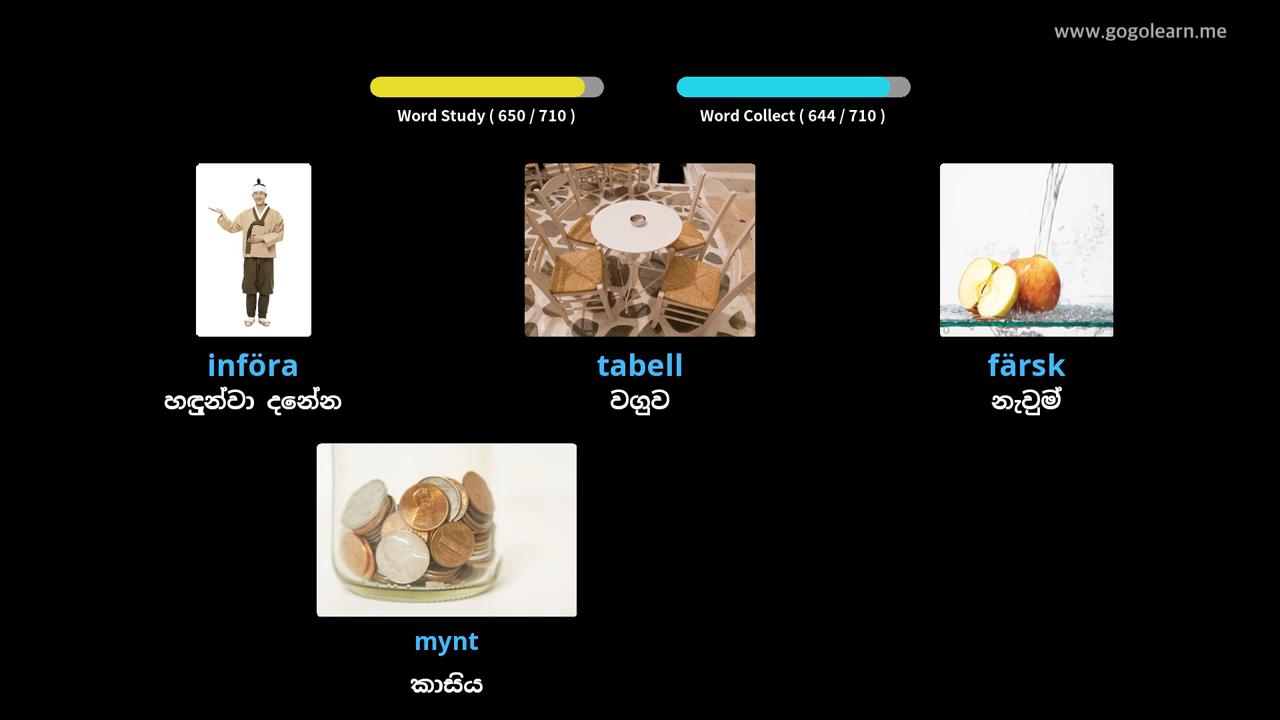 www.gogolearn.me
Word Study ( 650 / 710 )
Word Collect ( 644 / 710 )
införa
හඳුන්වා දෙන්න
tabell
වගුව
färsk
නැවුම්
mynt
කාසිය